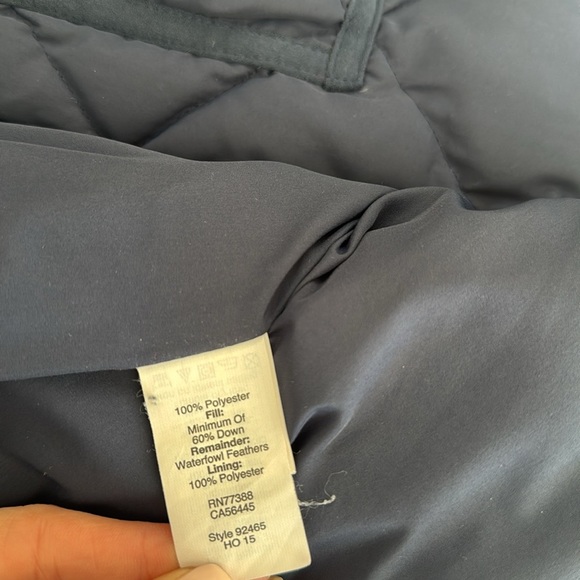 100% Polyester
Fill:
Minimum Of
60% Down
Remainder:
Waterfowl Feathers
Lining:
100% Polyester
RN77388
CA56445
Style 92465
HO 15